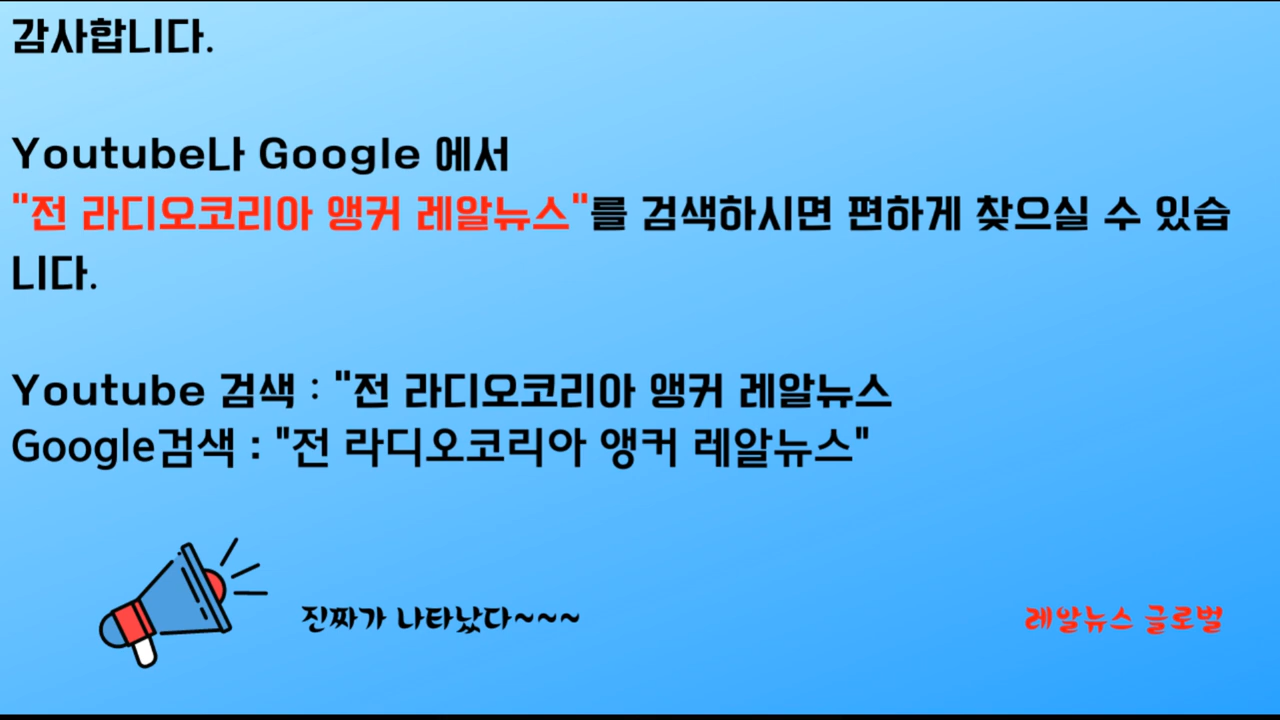 감사합니다.
Youtube나 Google 에서
"전 라디오코리아 앵커 레알뉴스"를 검색하시면 편하게 찾으실 수 있습
니다.
Youtube 검색 : "전 라디오코리아 앵커 레알뉴스
Google검색 : "전 라디오코리아 앵커 레알뉴스"
진짜가 나타났다~~~
레알뉴스 글로벌